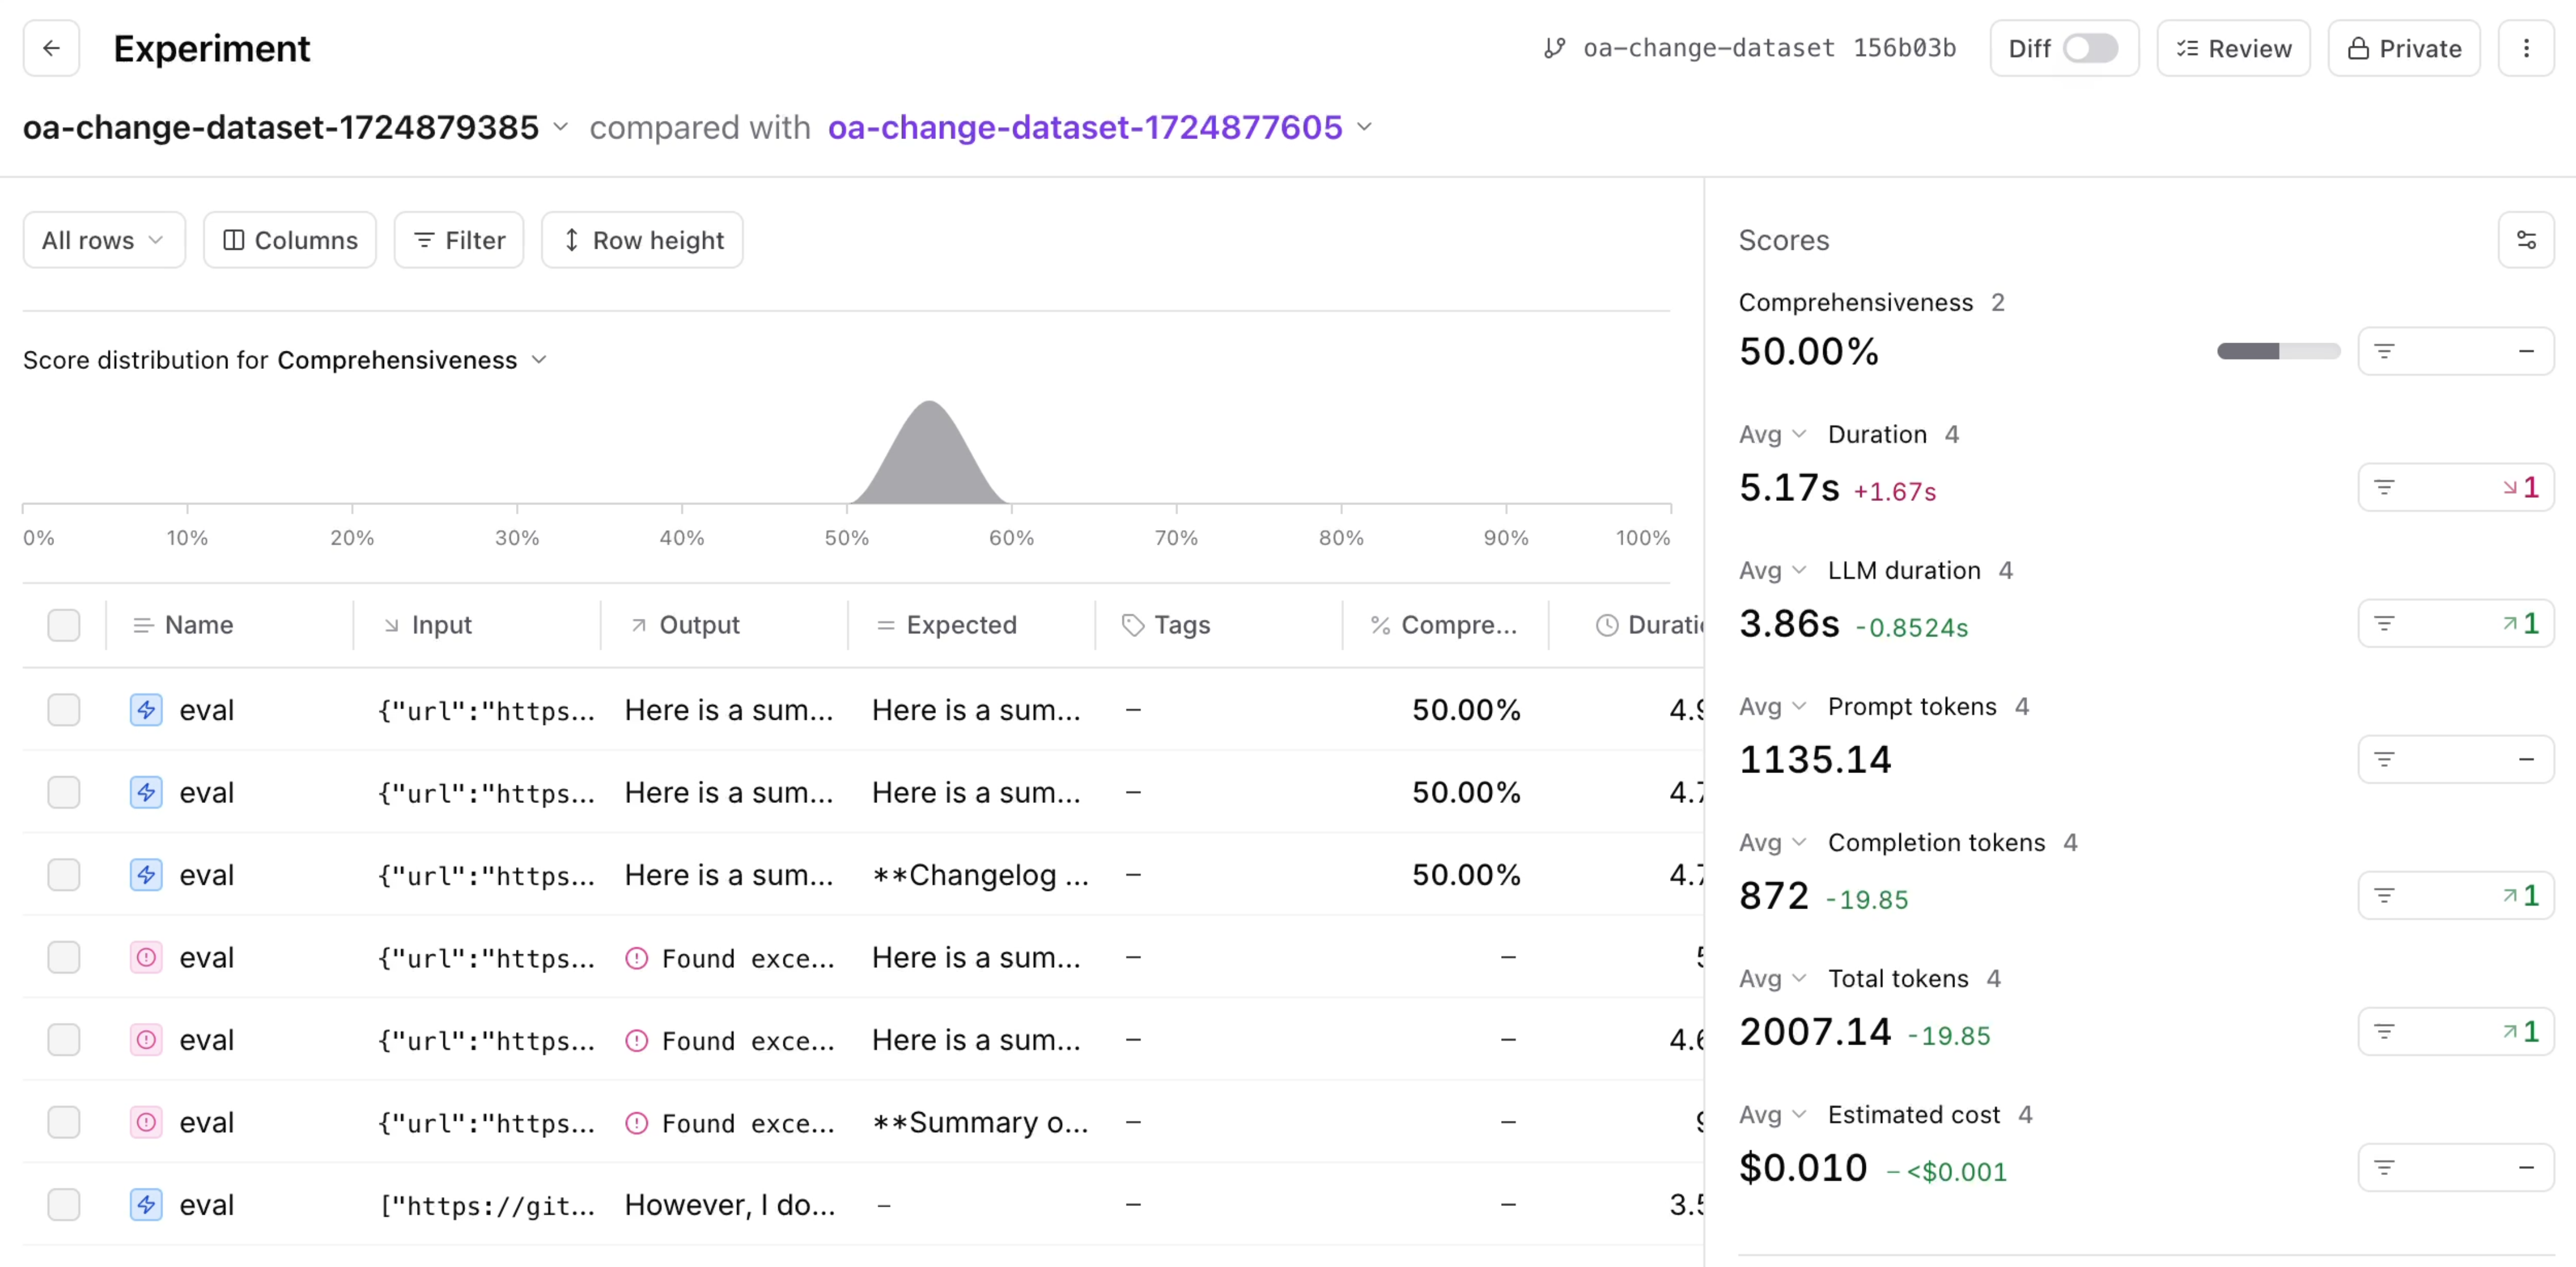 Experiment
oa-change-dataset 156b03b
Diff
Review
Private
oa-change-dataset-1724879385 compared with oa-change-dataset-1724877605
All rows
Columns
Filter
Row height
Score distribution for Comprehensiveness
0% 10% 20% 30% 40% 50% 60% 70% 80% 90% 100%
Name Input Output Expected Tags % Compre... Durati
eval {"url":"https... Here is a sum... Here is a sum... – 50.00% 4.9
eval {"url":"https... Here is a sum... Here is a sum... – 50.00% 4.7
eval {"url":"https... Here is a sum... **Changelog ... – 50.00% 4.7
eval {"url":"https... Found exce... Here is a sum... – – 5
eval {"url":"https... Found exce... Here is a sum... – – 4.6
eval {"url":"https... Found exce... **Summary o... – – 9
eval ["https://git... However, I do... – – – 3.5
Scores
Comprehensiveness 2
50.00% –
Avg Duration 4
5.17s +1.67s 1
Avg LLM duration 4
3.86s -0.8524s 1
Avg Prompt tokens 4
1135.14 –
Avg Completion tokens 4
872 -19.85 1
Avg Total tokens 4
2007.14 -19.85 1
Avg Estimated cost 4
$0.010 –<$0.001 –